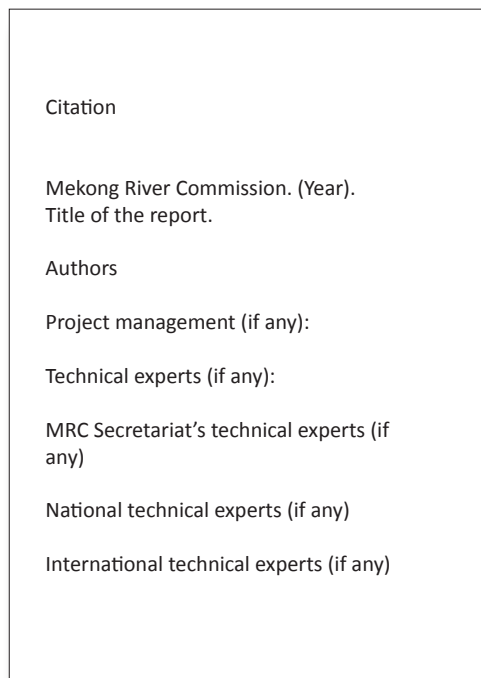 Citation
Mekong River Commission. (Year).
Title of the report.
Authors
Project management (if any):
Technical experts (if any):
MRC Secretariat’s technical experts (if
any)
National technical experts (if any)
International technical experts (if any)